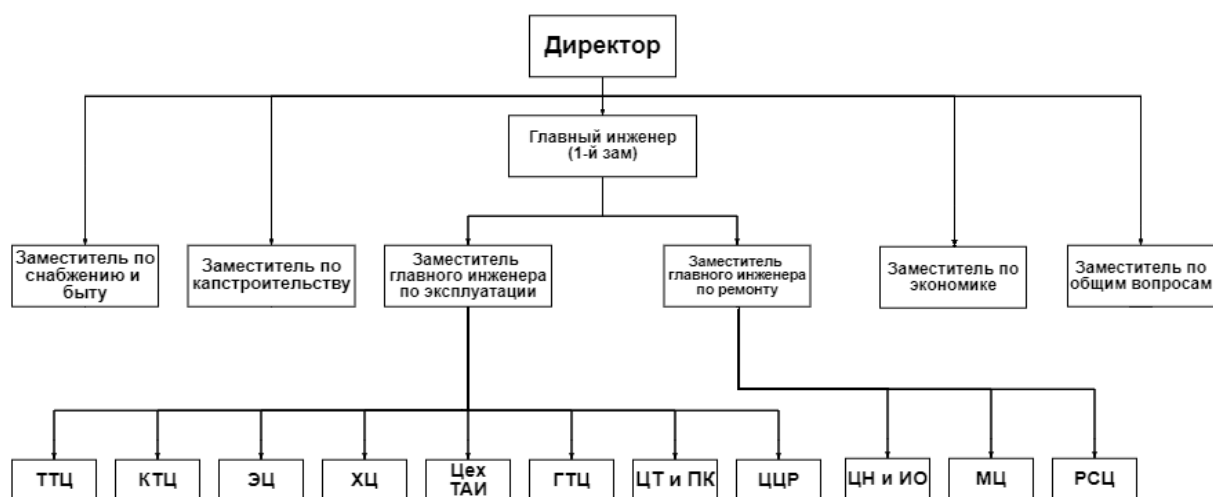 Директор
Главный инженер
(1-й зам)
Заместитель по
снабжению и
быту
Заместитель по
капстроительству
Заместитель
главного инженера
по эксплуатации
Заместитель
главного инженера
по ремонту
Заместитель по
экономике
Заместитель по
общим вопросам
ТТЦ
КТЦ
ЭЦ
ХЦ
Цех
ТАИ
ГТЦ
ЦТ и ПК
ЦЦР
ЦН и ИО
МЦ
РСЦ